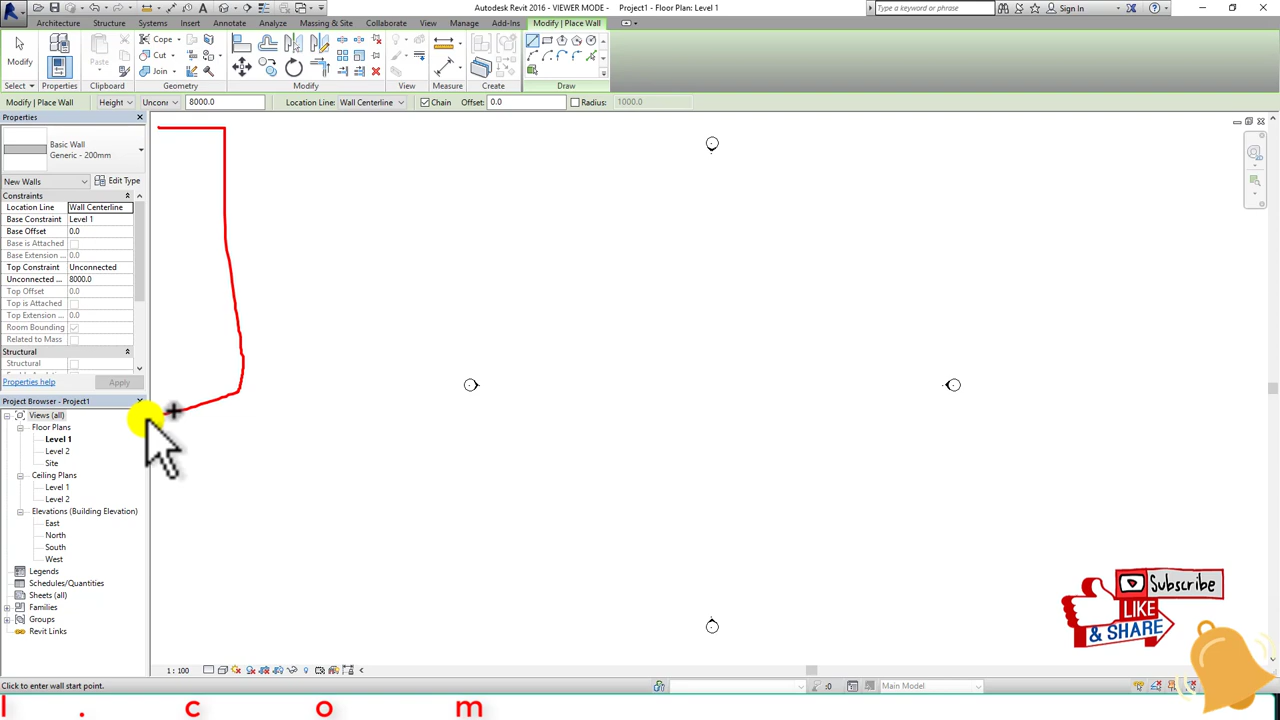 Autodesk Revit 2016 - VIEWER MODE - Project1 - Floor Plan: Level 1
Type a keyword or phrase
Sign In
Architecture Structure Systems Insert Annotate Analyze Massing & Site Collaborate View Manage Add-Ins Modify | Place Wall
Modify
Paste
Cope
Cut
Join
Select Properties Clipboard Geometry Modify View Measure Create Draw
Modify | Place Wall Height Unconr 8000.0 Location Line: Wall Centerline Chain Offset: 0.0 Radius: 1000.0
Properties
Basic Wall
Generic - 200mm
New Walls Edit Type
Constraints
Location Line Wall Centerline
Base Constraint Level 1
Base Offset 0.0
Base is Attached
Base Extension ... 0.0
Top Constraint Unconnected
Unconnected ... 8000.0
Top Offset 0.0
Top is Attached
Top Extension ... 0.0
Room Bounding
Related to Mass
Structural
Structural
Properties help Apply
Project Browser - Project1
Views (all)
Floor Plans
Level 1
Level 2
Site
Ceiling Plans
Level 1
Level 2
Elevations (Building Elevation)
East
North
South
West
Legends
Schedules/Quantities
Sheets (all)
Families
Groups
Revit Links
Subscribe
LIKE
& SHARE
1 : 100
Click to enter wall start point.
:0 Main Model
l . c o m